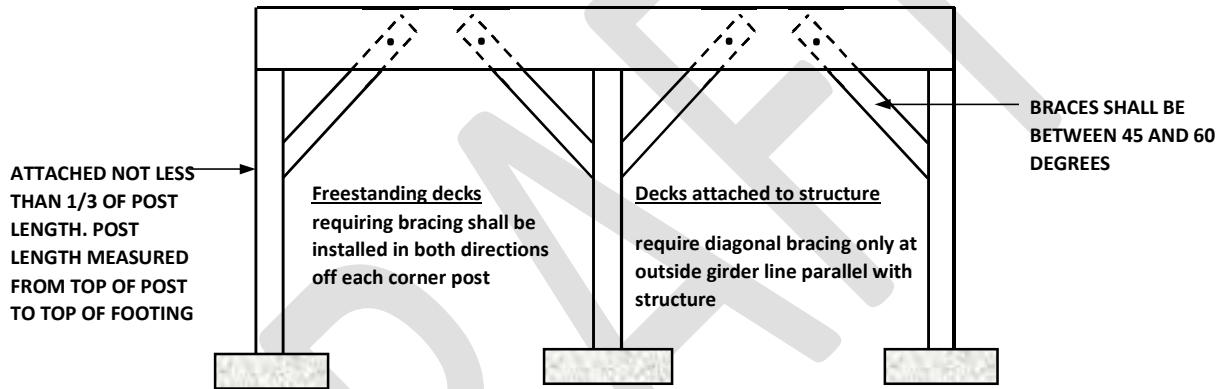 ATTACHED NOT LESS
THAN 1/3 OF POST
LENGTH. POST
LENGTH MEASURED
FROM TOP OF POST
TO TOP OF FOOTING
Freestanding decks
requiring bracing shall be
installed in both directions
off each corner post
Decks attached to structure
require diagonal bracing only at
outside girder line parallel with
structure
BRACES SHALL BE
BETWEEN 45 AND 60
DEGREES